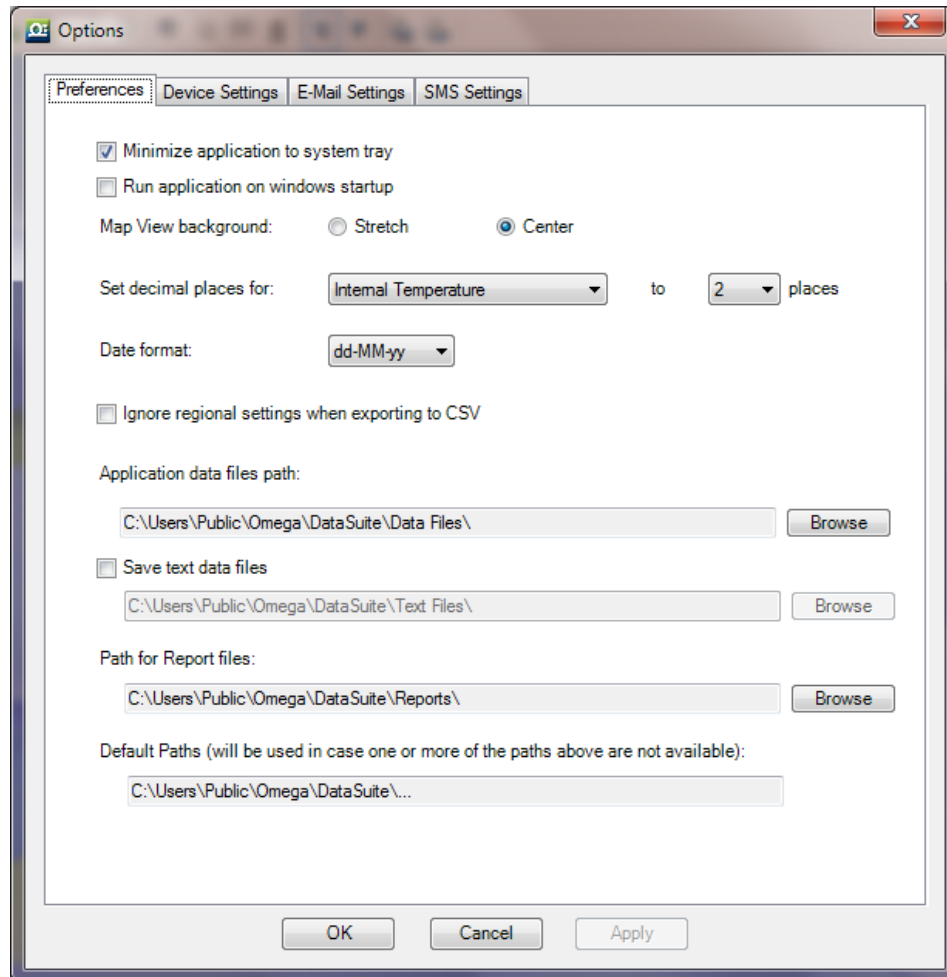 OE Options
Preferences Device Settings E-Mail Settings SMS Settings
Minimize application to system tray
Run application on windows startup
Map View background: Stretch Center
Set decimal places for: Internal Temperature to 2 places
Date format: dd-MM-yy
Ignore regional settings when exporting to CSV
Application data files path:
C:\Users\Public\Omega\DataSuite\Data Files\ Browse
Save text data files
C:\Users\Public\Omega\DataSuite\Text Files\ Browse
Path for Report files:
C:\Users\Public\Omega\DataSuite\Reports\ Browse
Default Paths (will be used in case one or more of the paths above are not available):
C:\Users\Public\Omega\DataSuite\...
OK Cancel Apply